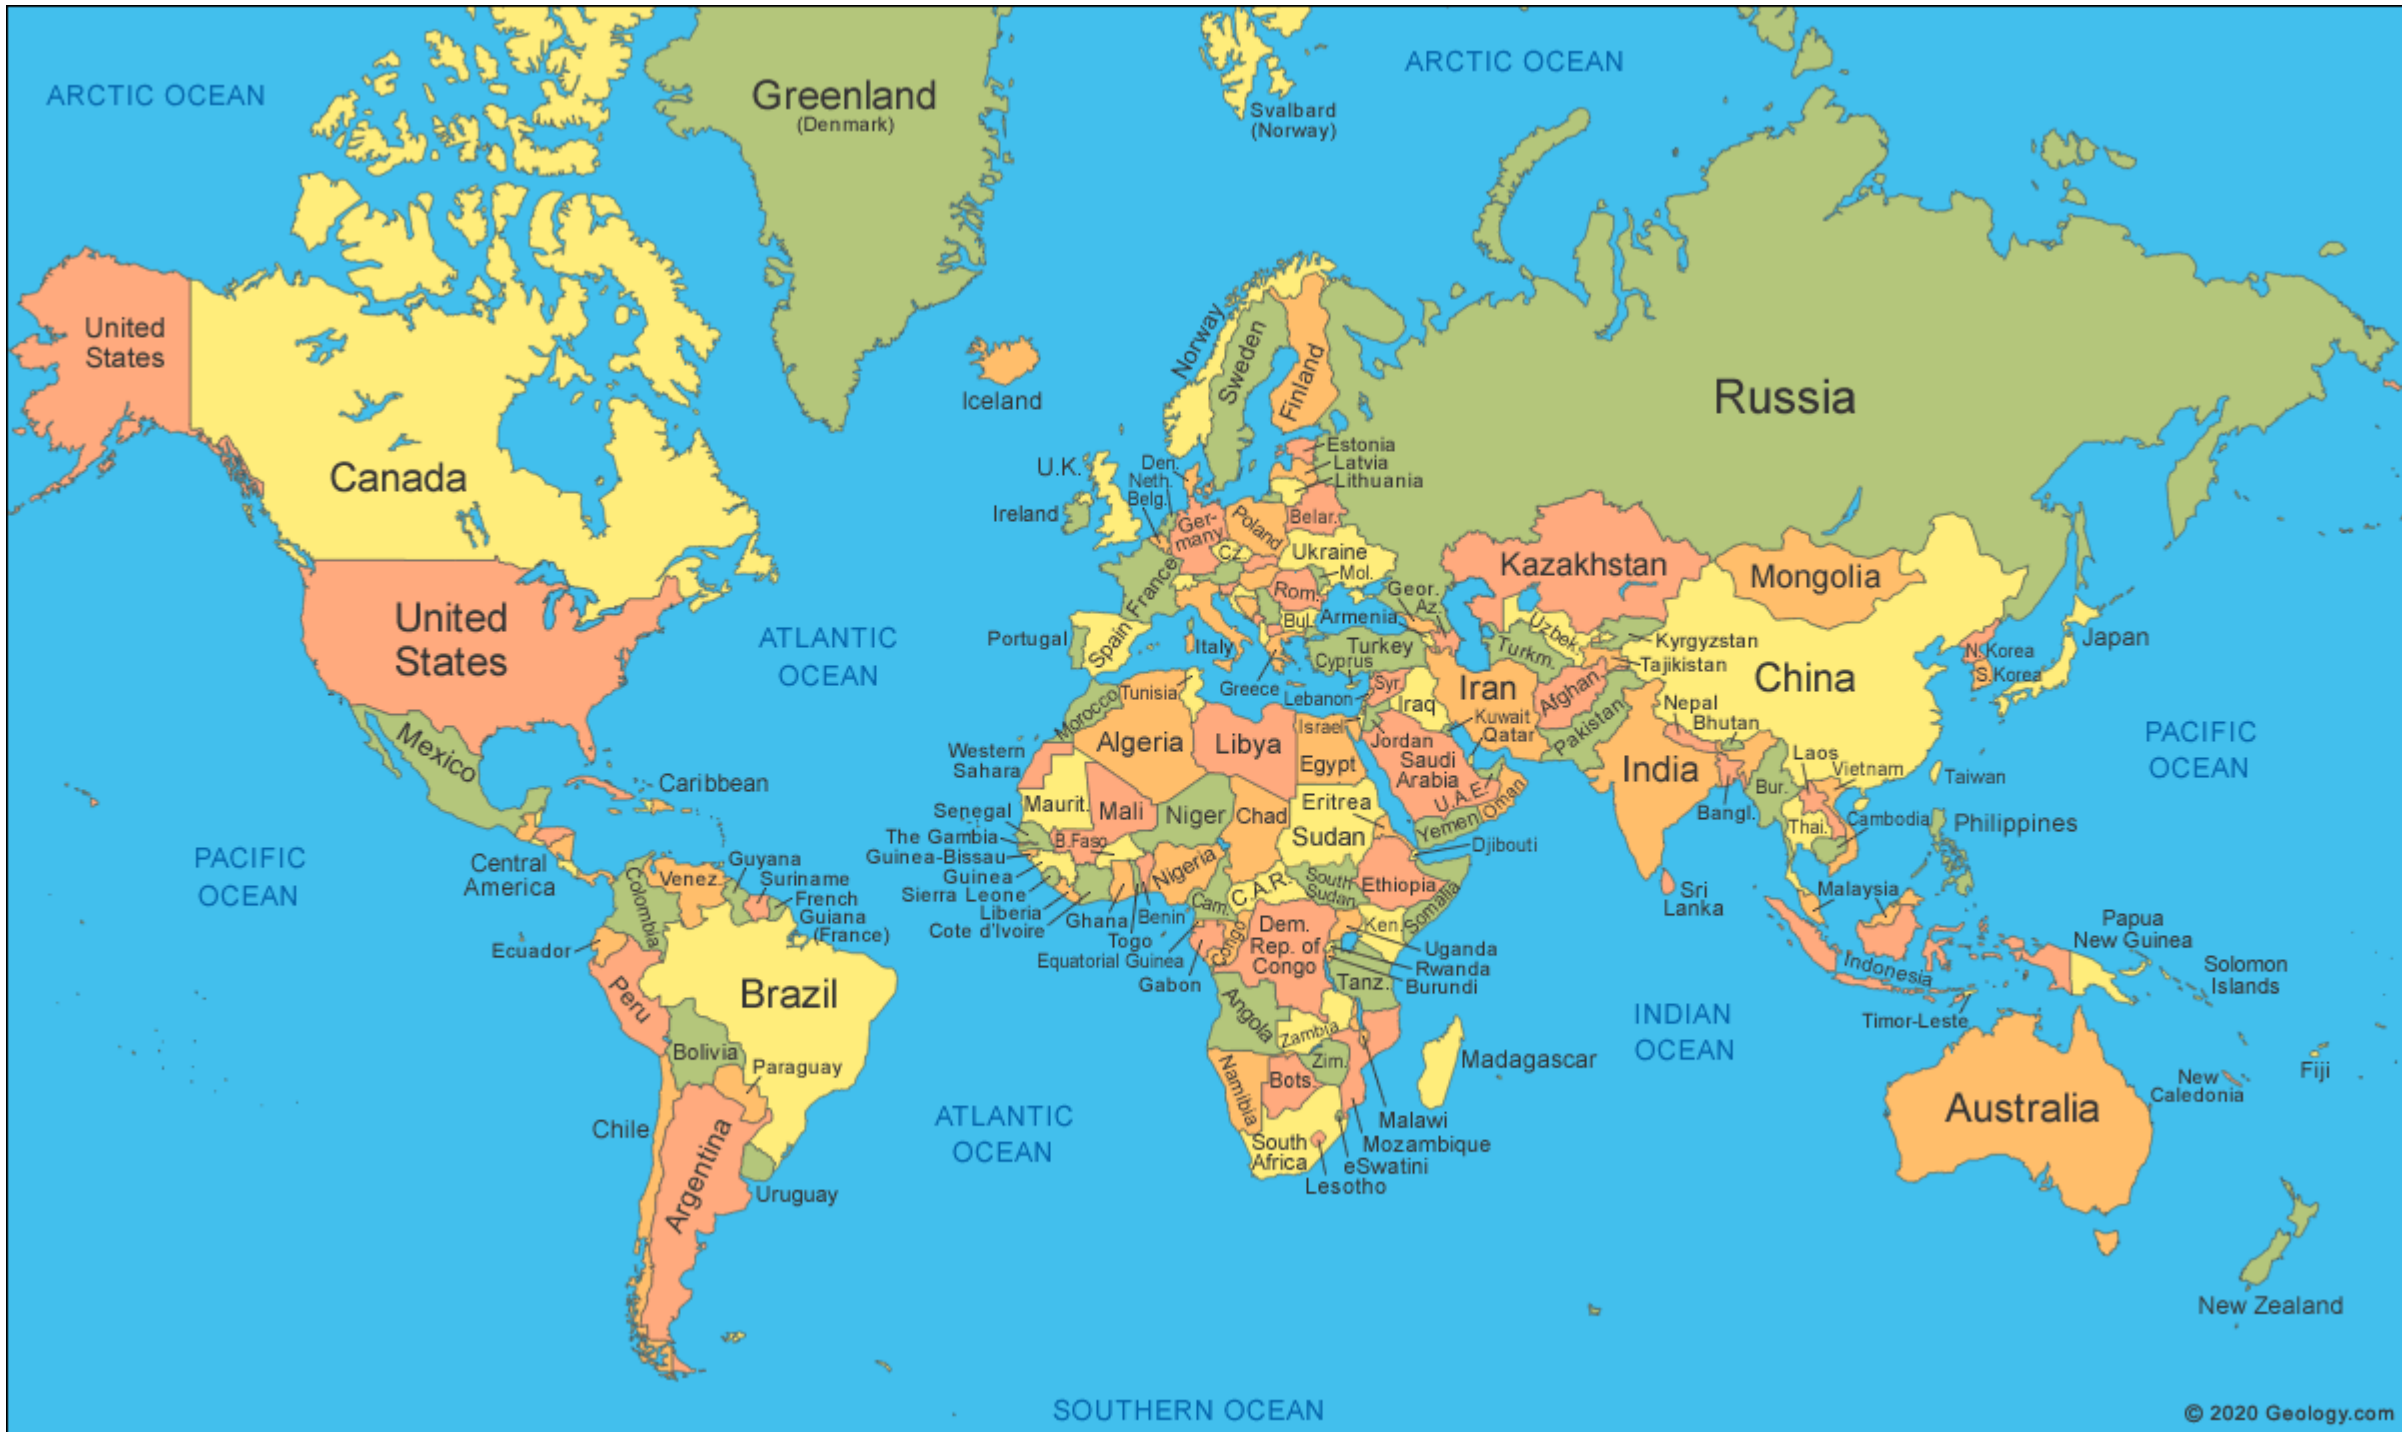 ARCTIC OCEAN
Greenland
(Denmark)
Svalbard
(Norway)
ARCTIC OCEAN
United
States
Canada
Iceland
Norway
Sweden
Finland
Russia
U.K.
Ireland
Den.
Neth.
Belg.
Estonia
Latvia
Lithuania
Ger-
many
Poland
Belar.
Cz.
Ukraine
Mol.
France
Rom.
Bul.
Geor.
Az.
Armenia
Portugal
Spain
Italy
Greece
Turkey
Cyprus
Lebanon
Syr.
Iraq
Israel
Jordan
Kuwait
Qatar
Saudi
Arabia
U.A.E.
Oman
Yemen
Iran
Kazakhstan
Uzbek.
Turkm.
Kyrgyzstan
Tajikistan
Afghan.
Pakistan
Mongolia
China
N. Korea
S. Korea
Japan
Nepal
Bhutan
India
Bangl.
Bur.
Laos
Vietnam
Thai.
Cambodia
Taiwan
Philippines
Sri
Lanka
Malaysia
Indonesia
Timor-Leste
Papua
New Guinea
Solomon
Islands
PACIFIC
OCEAN
United
States
ATLANTIC
OCEAN
Mexico
Caribbean
Central
America
PACIFIC
OCEAN
Venez.
Guyana
Suriname
French
Guiana
(France)
Colombia
Ecuador
Peru
Brazil
Bolivia
Paraguay
Chile
Argentina
Uruguay
Morocco
Tunisia
Algeria
Libya
Egypt
Western
Sahara
Maurit.
Mali
Niger
Chad
Eritrea
Sudan
Djibouti
Senegal
The Gambia
Guinea-Bissau
Guinea
Sierra Leone
Liberia
Cote d'Ivoire
B.Faso
Ghana
Togo
Benin
Nigeria
Cam.
C.A.R.
South
Sudan
Ethiopia
Somalia
Equatorial Guinea
Gabon
Congo
Dem.
Rep. of
Congo
Ken.
Uganda
Rwanda
Burundi
Tanz.
Angola
Zambia
Zim.
Namibia
Bots.
South
Africa
Malawi
Mozambique
eSwatini
Lesotho
Madagascar
ATLANTIC
OCEAN
INDIAN
OCEAN
Australia
New
Caledonia
Fiji
New Zealand
SOUTHERN OCEAN
© 2020 Geology.com